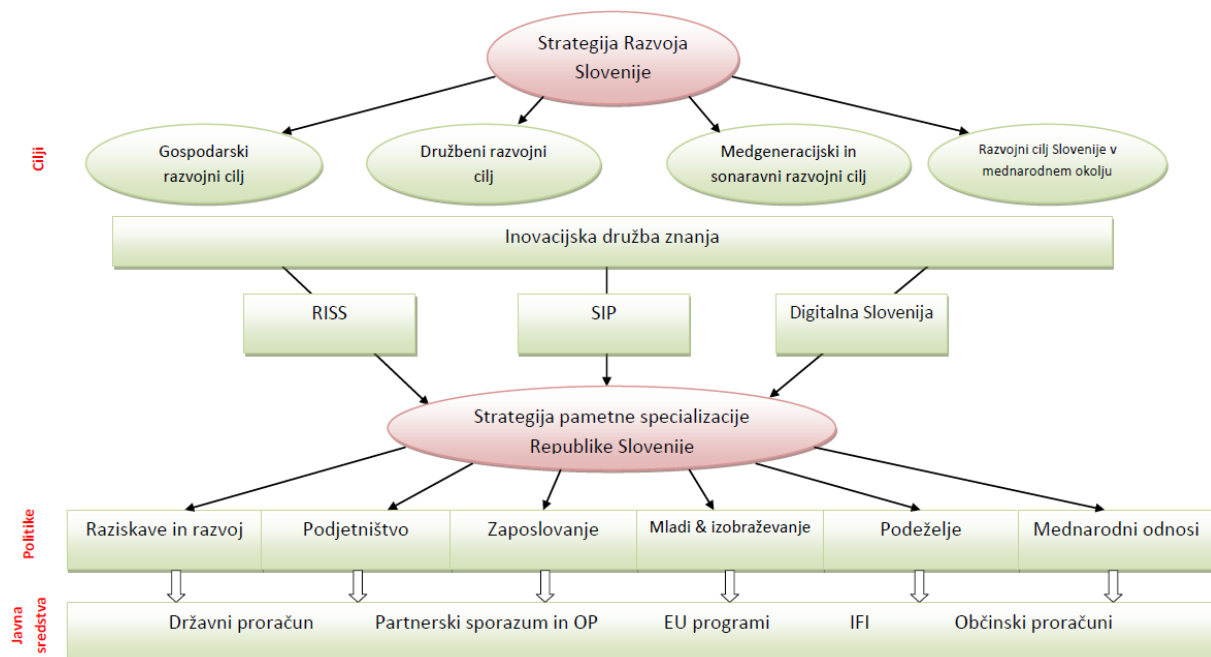 Strategija Razvoja
Slovenije
Cilji
Gospodarski
razvojni cilj
Družbeni razvojni
cilj
Medgeneracijski in
sonaravni razvojni cilj
Razvojni cilj Slovenije v
mednarodnem okolju
Inovacijska družba znanja
RISS
SIP
Digitalna Slovenija
Strategija pametne specializacije
Republike Slovenije
Politike
Raziskave in razvoj
Podjetništvo
Zaposlovanje
Mladi & izobraževanje
Podeželje
Mednarodni odnosi
Javna
sredstva
Državni proračun
Partnerski sporazum in OP
EU programi
IFI
Občinski proračuni